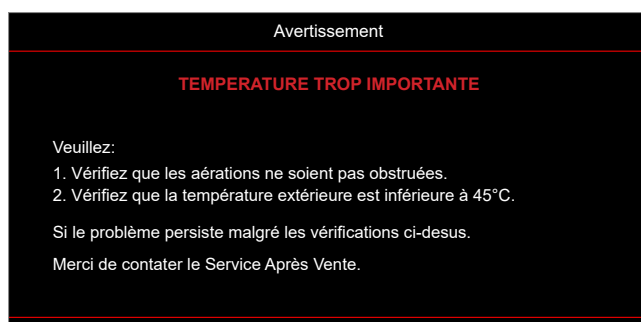 Avertissement
TEMPERATURE TROP IMPORTANTE
Veuillez:
1. Vérifiez que les aérations ne soient pas obstruées.
2. Vérifiez que la température extérieure est inférieure à 45°C.
Si le problème persiste malgré les vérifications ci-desus.
Merci de contater le Service Après Vente.